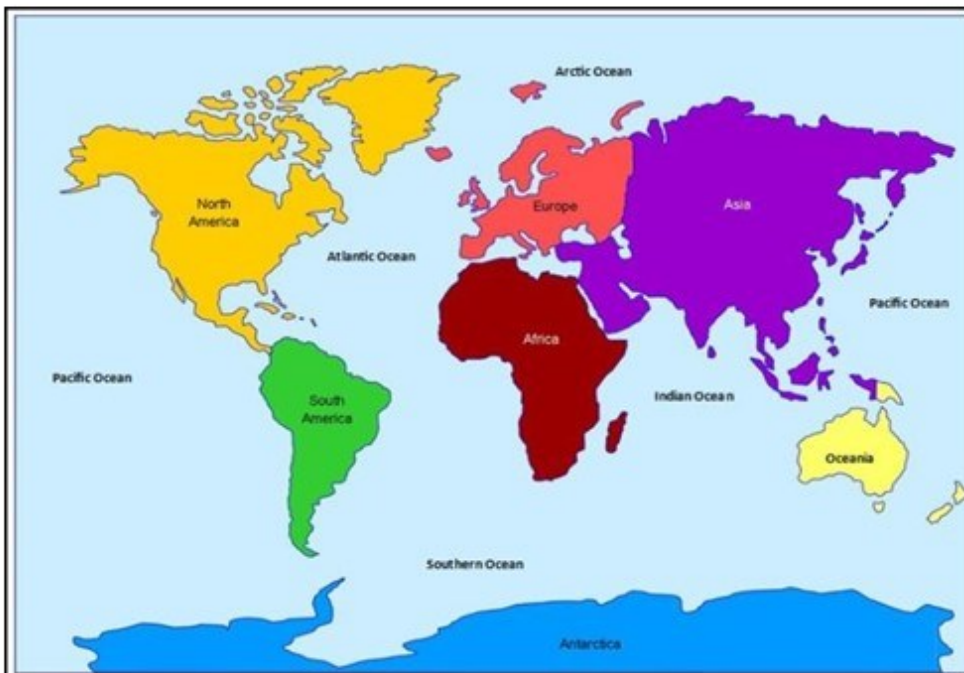 Arctic Ocean
North
America
Europe
Asia
Atlantic Ocean
Pacific Ocean
Africa
Pacific Ocean
South
America
Indian Ocean
Oceania
Southern Ocean
Antarctica